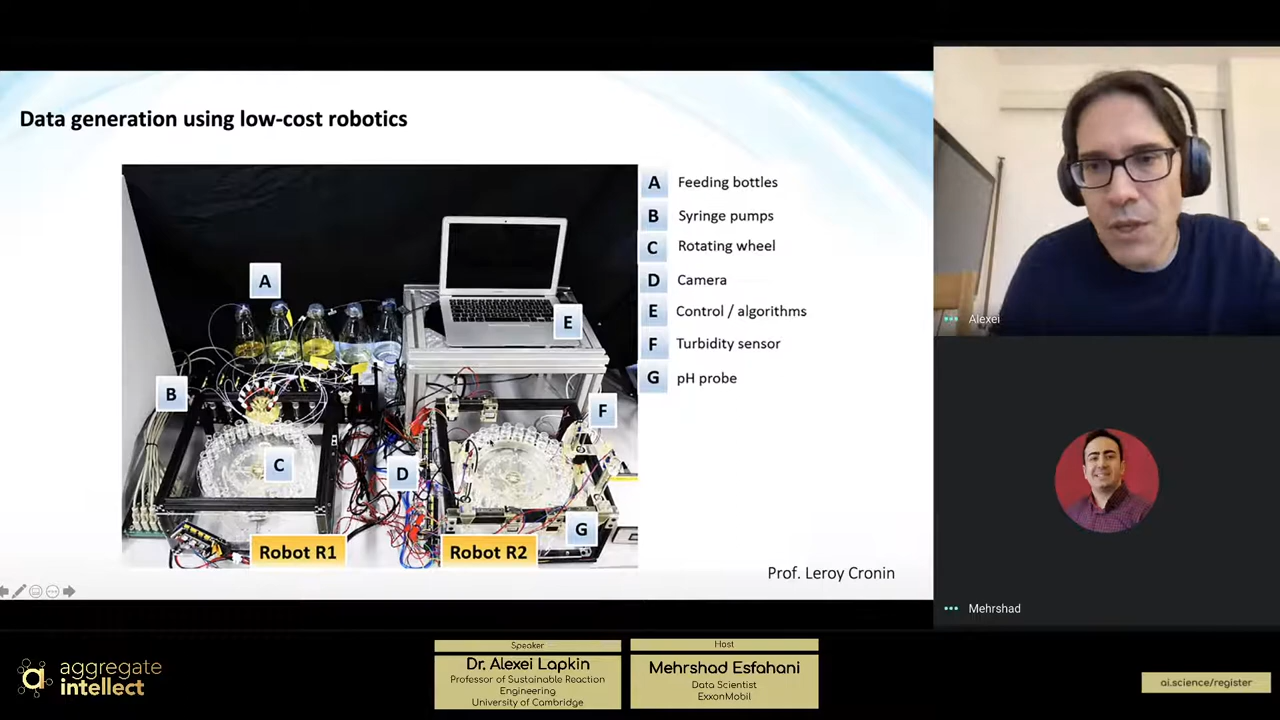 Data generation using low-cost robotics
A Feeding bottles
B Syringe pumps
C Rotating wheel
D Camera
E Control / algorithms
F Turbidity sensor
G pH probe
A
E
B
F
C
D
G
Robot R1
Robot R2
Prof. Leroy Cronin
Alexei
Mehrshad
aggregate
intellect
Speaker
Dr. Alexei Lapkin
Professor of Sustainable Reaction
Engineering
University of Cambridge
Host
Mehrshad Esfahani
Data Scientist
ExxonMobil
ai.science/register